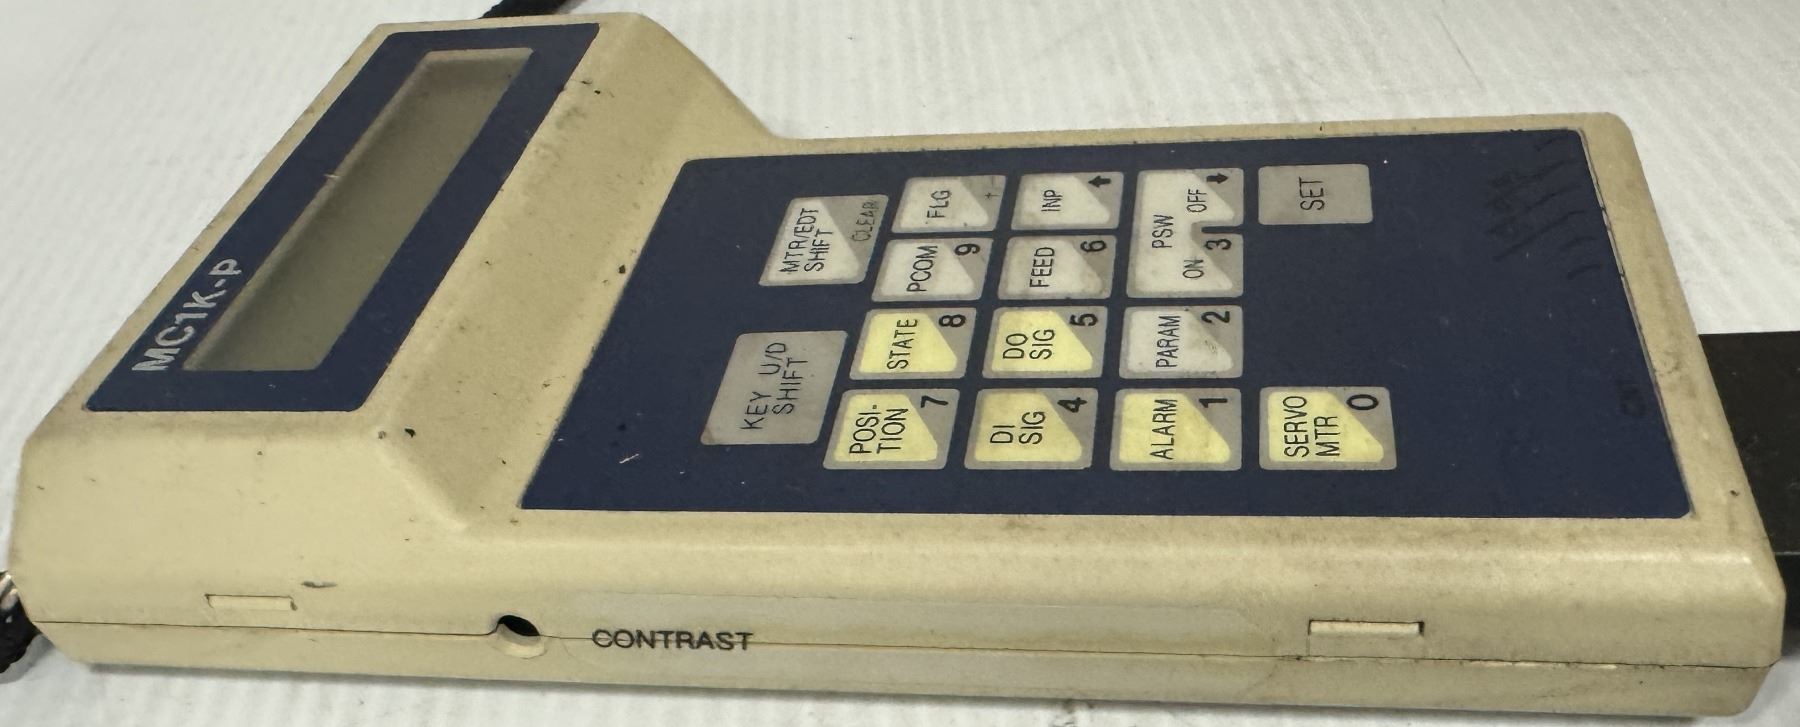 MC1K-P
KEY U/D
SHIFT
MTR/EDT
SHIFT
CLEAR
POSI-
TION
7
STATE
8
PCOM
9
FLG
↑
DI
SIG
4
DO
SIG
5
FEED
6
INP
↑
ALARM
1
PARAM
2
PSW
ON
3
OFF
↓
SERVO
MTR
0
SET
CONTRAST